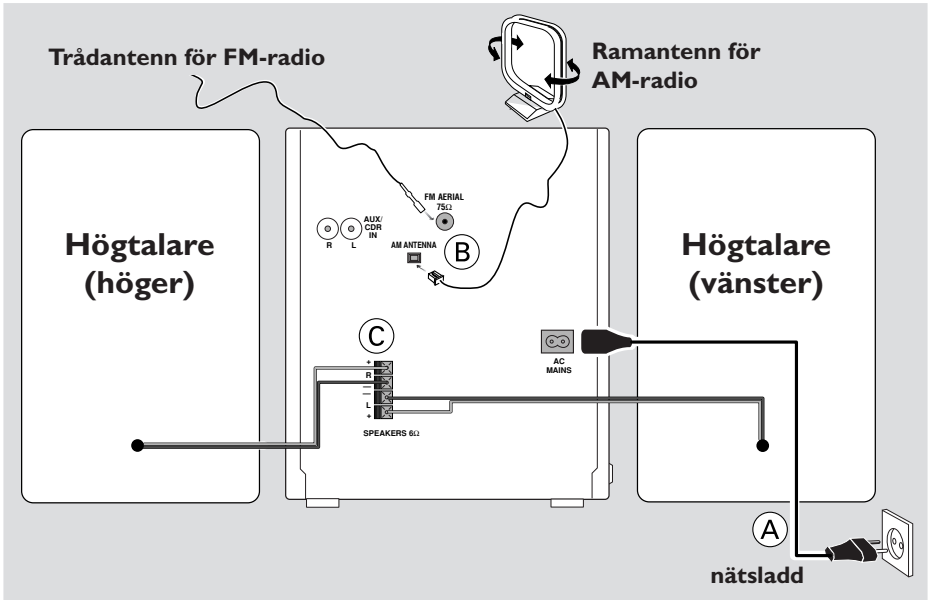 Trådantenn för FM-radio
Ramantenn för
AM-radio
Högtalare
(höger)
AUX/
CDR
IN
R L
FM AERIAL
75Ω
AM ANTENNA
B
Högtalare
(vänster)
C
+
R
—
—
L
+
SPEAKERS 6Ω
AC
MAINS
A
nätsladd